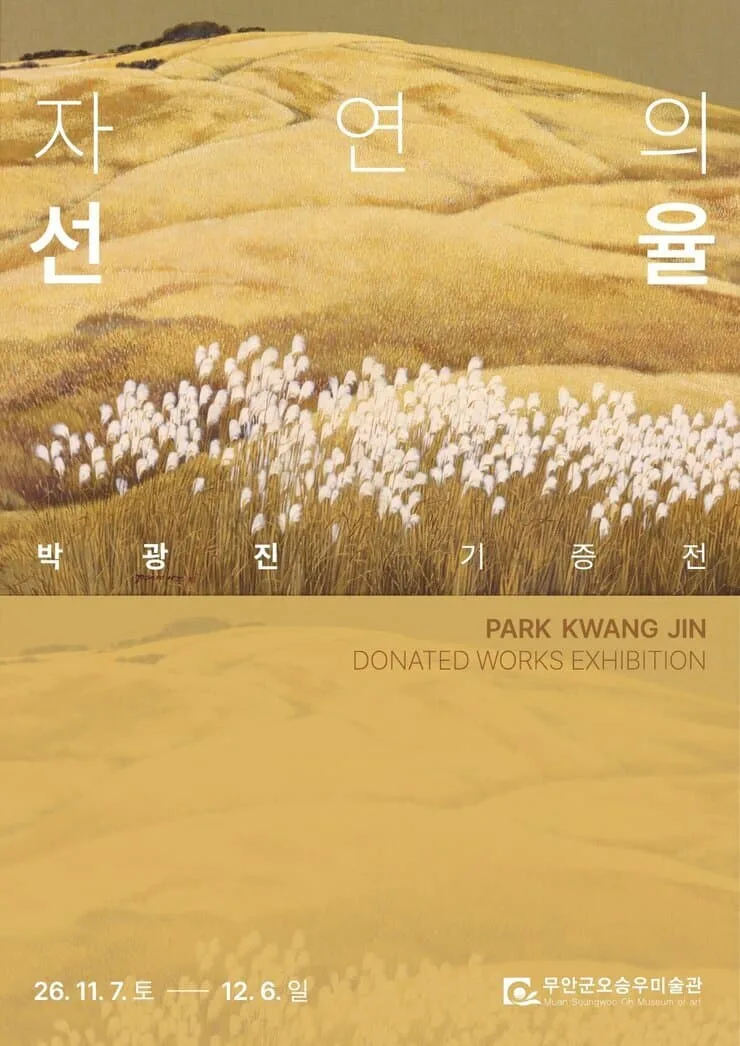 자연의
선율
박광진 기증전
PARK KWANG JIN
DONATED WORKS EXHIBITION
26. 11. 7. 토 — 12. 6. 일
무안군오승우미술관
Muan Seungwoo Oh Museum of art